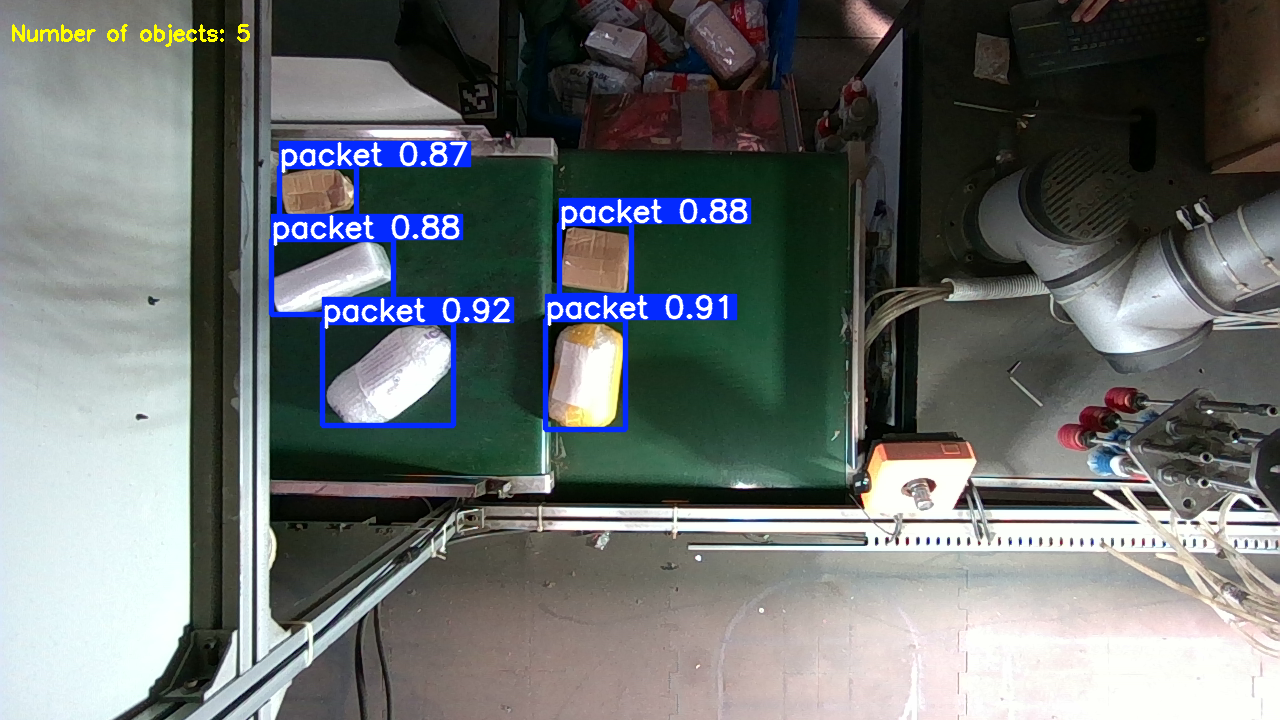 Number of objects: 5
packet 0.87
packet 0.88
packet 0.88
packet 0.92
packet 0.91